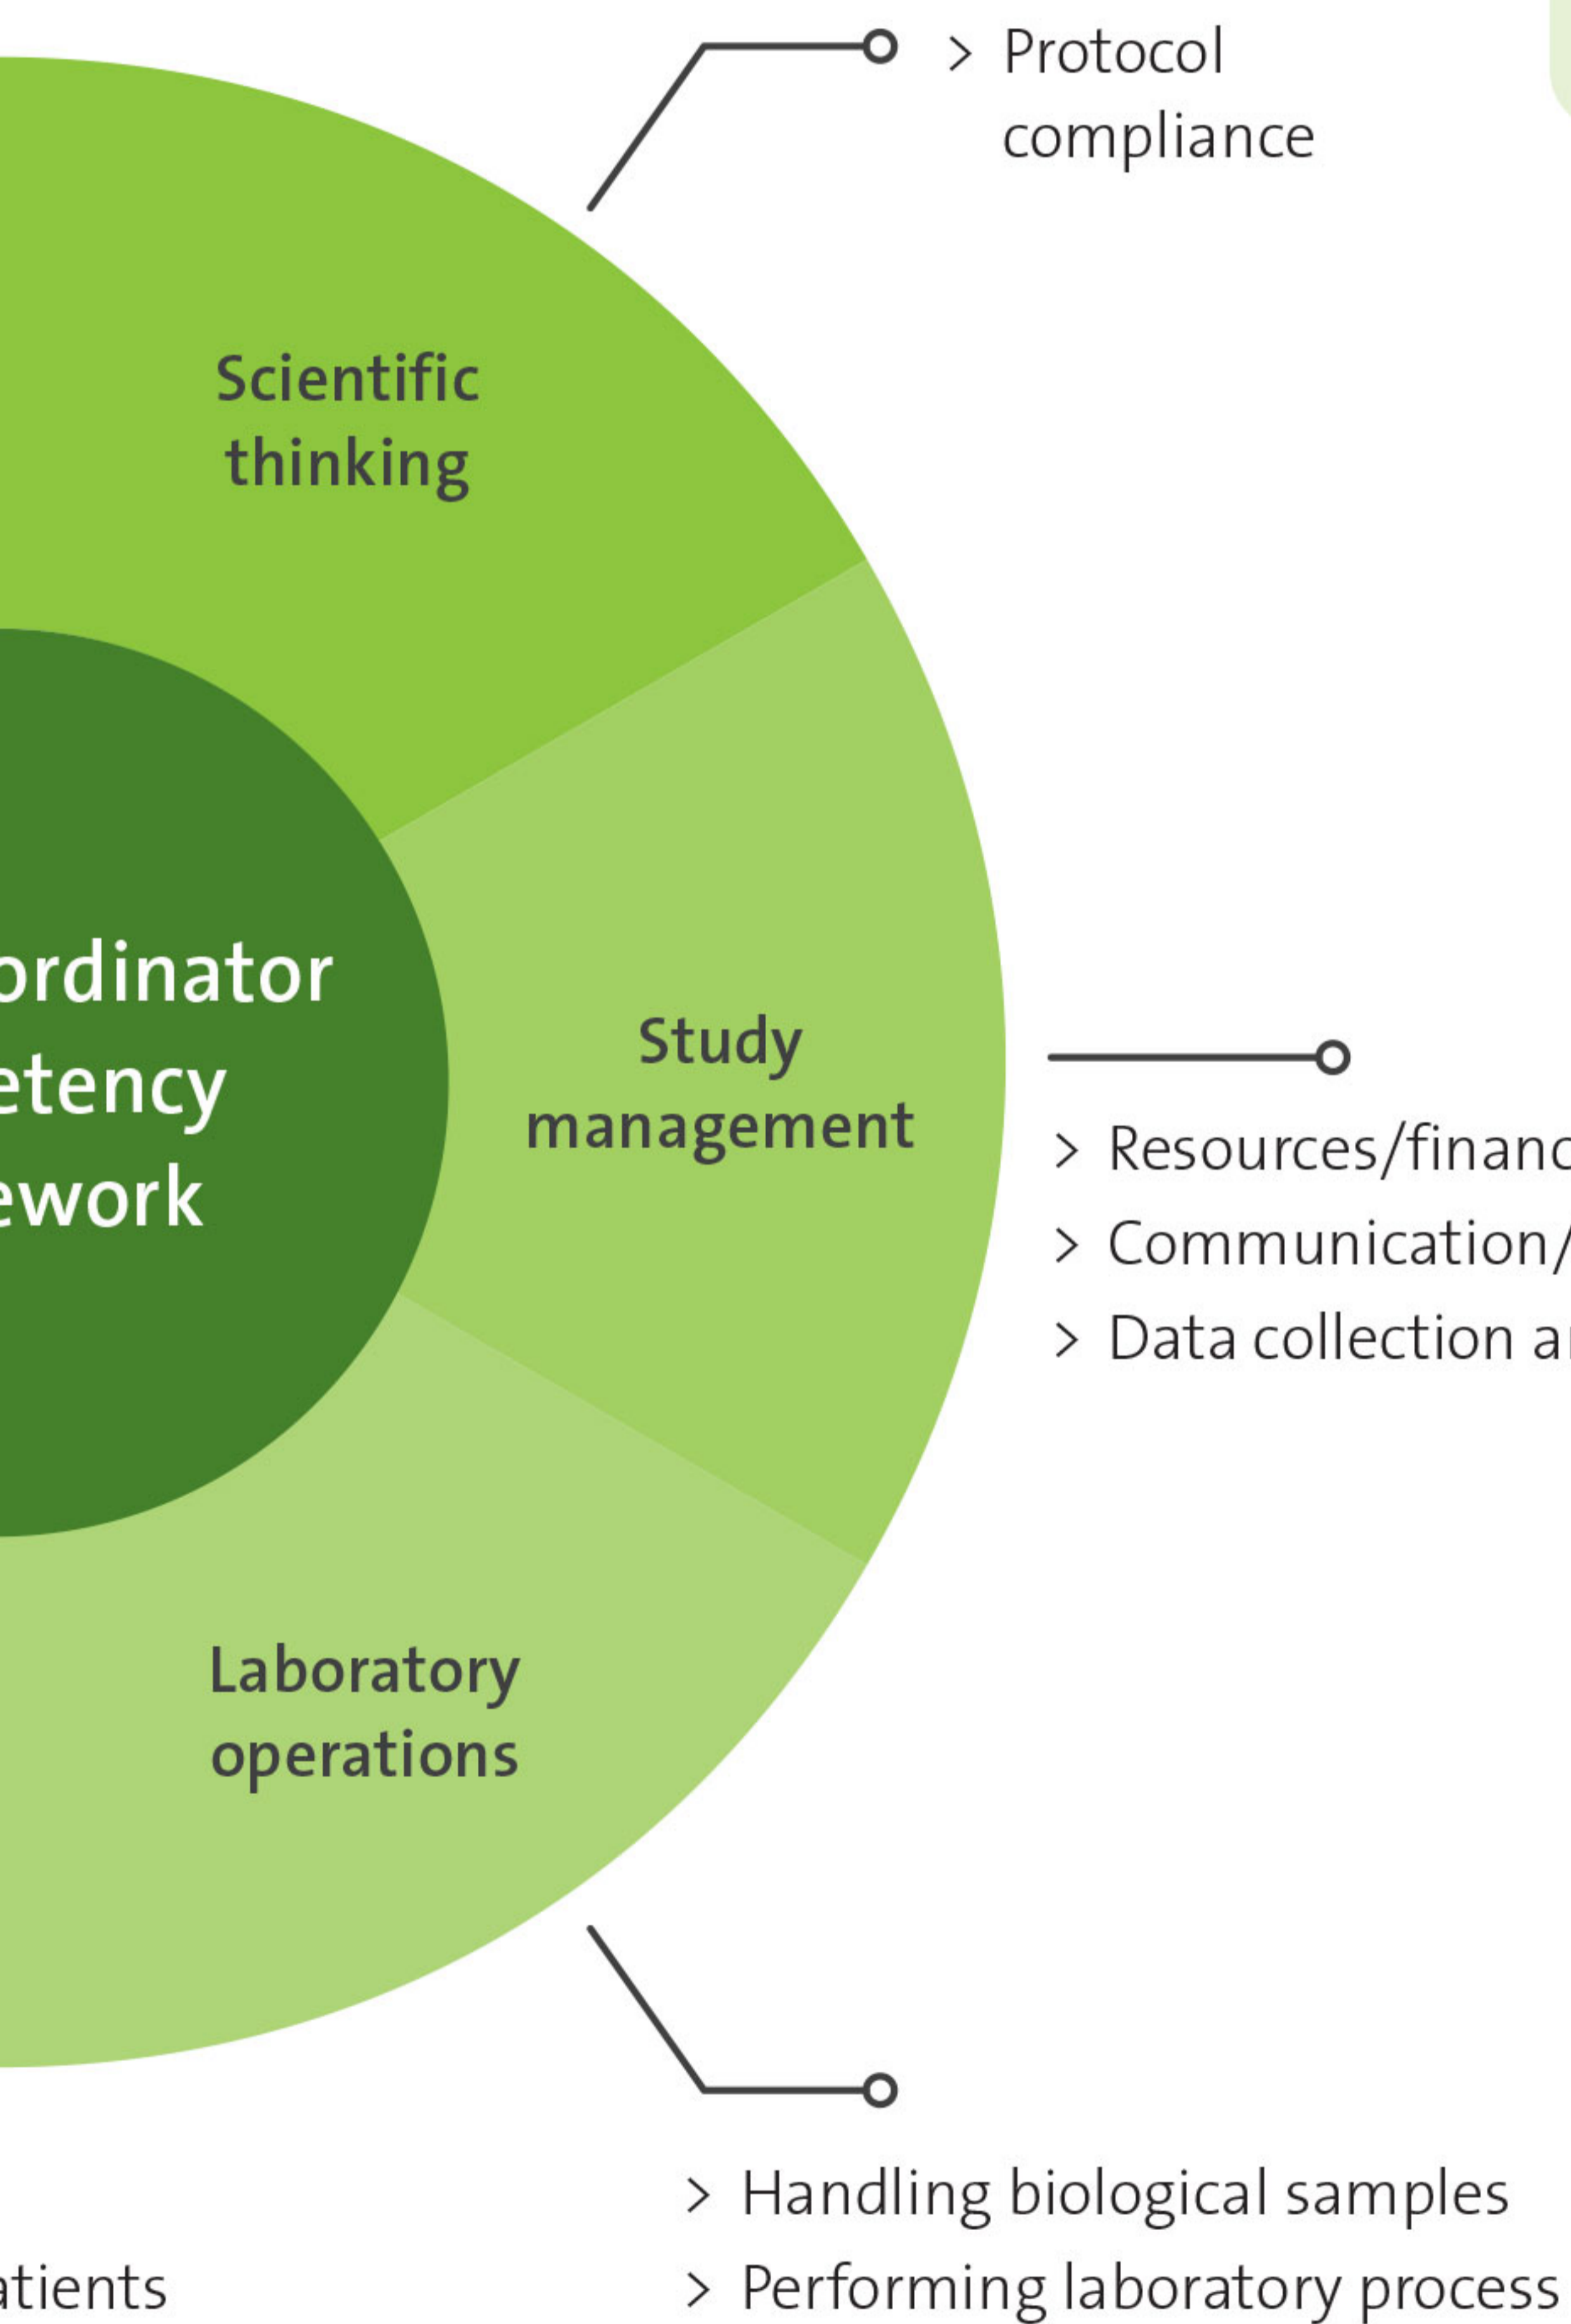 > Protocol
compliance
Scientific
thinking
ordinator
etency
ework
Study
management
> Resources/financ
> Communication/
> Data collection
Laboratory
operations
> Handling biological samples
> Performing laboratory process
atients